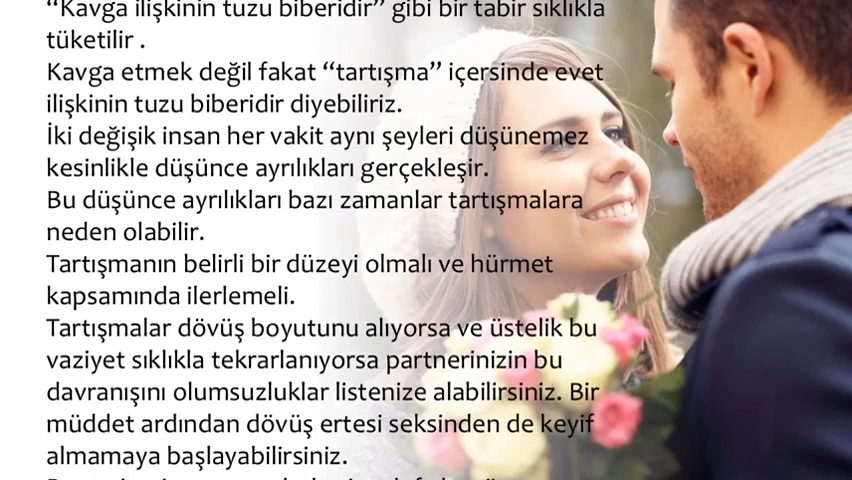 “Kavga ilişkinin tuzu biberidir” gibi bir tabir sıklıkla
tüketilir .
Kavga etmek değil fakat “tartışma” içersinde evet
ilişkinin tuzu biberidir diyebiliriz.
İki değişik insan her vakit aynı şeyleri düşünemez
kesinlikle düşünce ayrılıkları gerçekleşir.
Bu düşünce ayrılıkları bazı zamanlar tartışmalara
neden olabilir.
Tartışmanın belirli bir düzeyi olmalı ve hürmet
kapsamında ilerlemeli.
Tartışmalar dövüş boyutunu alıyorsa ve üstelik bu
vaziyet sıklıkla tekrarlanıyorsa partnerinizin bu
davranışını olumsuzluklar listenize alabilirsiniz. Bir
müddet ardından dövüş ertesi seksinden de keyif
almamaya başlayabilirsiniz.